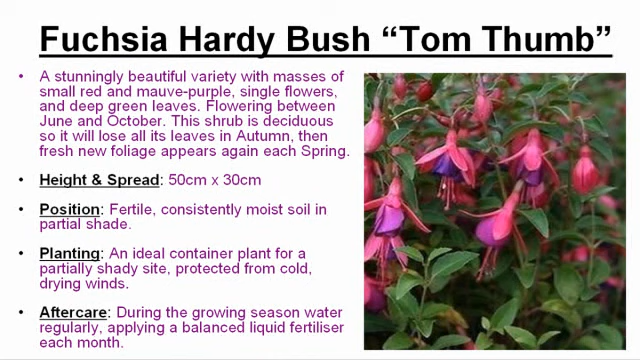 Fuchsia Hardy Bush “Tom Thumb”
• A stunningly beautiful variety with masses of
small red and mauve-purple, single flowers,
and deep green leaves. Flowering between
June and October. This shrub is deciduous
so it will lose all its leaves in Autumn, then
fresh new foliage appears again each Spring.
• Height & Spread: 50cm x 30cm
• Position: Fertile, consistently moist soil in
partial shade.
• Planting: An ideal container plant for a
partially shady site, protected from cold,
drying winds.
• Aftercare: During the growing season water
regularly, applying a balanced liquid fertiliser
each month.